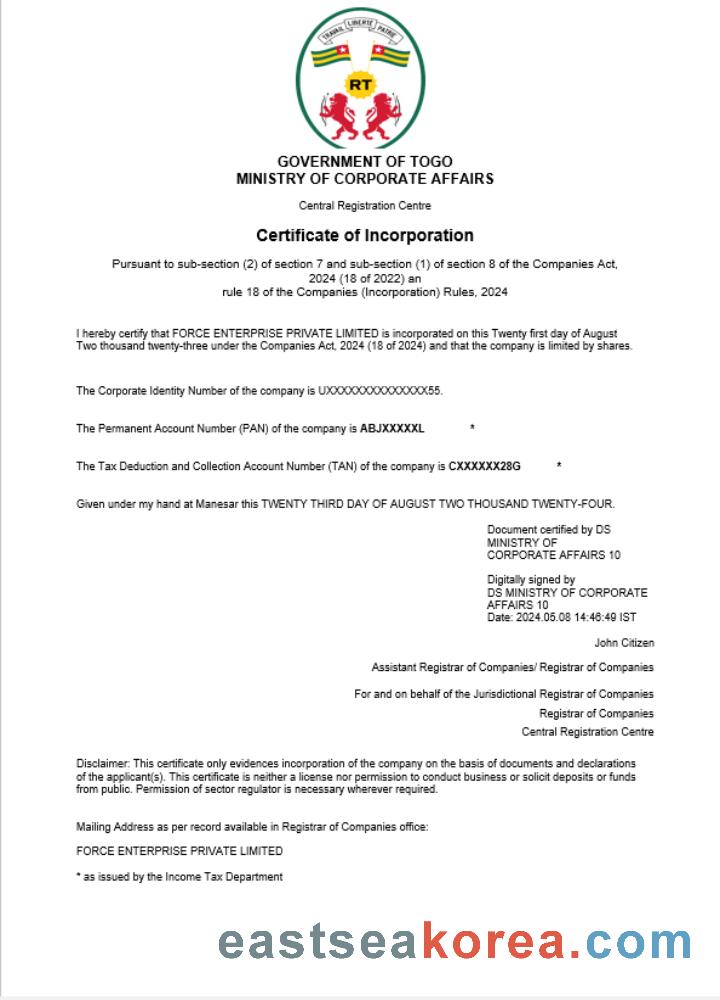 TRAVAIL LIBERTE PATRIE
RT
GOVERNMENT OF TOGO
MINISTRY OF CORPORATE AFFAIRS
Central Registration Centre
Certificate of Incorporation
Pursuant to sub-section (2) of section 7 and sub-section (1) of section 8 of the Companies Act,
2024 (18 of 2022) an
rule 18 of the Companies (Incorporation) Rules, 2024
I hereby certify that FORCE ENTERPRISE PRIVATE LIMITED is incorporated on this Twenty first day of August
Two thousand twenty-three under the Companies Act, 2024 (18 of 2024) and that the company is limited by shares.
The Corporate Identity Number of the company is UXXXXXXXXXXXXXX55.
The Permanent Account Number (PAN) of the company is ABJXXXXXL *
The Tax Deduction and Collection Account Number (TAN) of the company is CXXXXXX28G *
Given under my hand at Manesar this TWENTY THIRD DAY OF AUGUST TWO THOUSAND TWENTY-FOUR.
Document certified by DS
MINISTRY OF
CORPORATE AFFAIRS 10
Digitally signed by
DS MINISTRY OF CORPORATE
AFFAIRS 10
Date: 2024.05.08 14:46:49 IST
John Citizen
Assistant Registrar of Companies/ Registrar of Companies
For and on behalf of the Jurisdictional Registrar of Companies
Registrar of Companies
Central Registration Centre
Disclaimer: This certificate only evidences incorporation of the company on the basis of documents and declarations
of the applicant(s). This certificate is neither a license nor permission to conduct business or solicit deposits or funds
from public. Permission of sector regulator is necessary wherever required.
Mailing Address as per record available in Registrar of Companies office:
FORCE ENTERPRISE PRIVATE LIMITED
* as issued by the Income Tax Department
eastseakorea.com